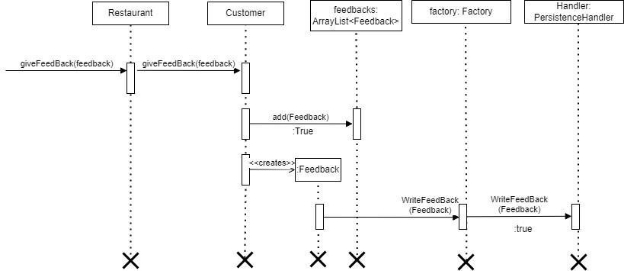 Restaurant
Customer
feedbacks:
ArrayList<Feedback>
factory: Factory
Handler:
PersistenceHandler
giveFeedBack(feedback)
giveFeedBack(feedback)
add(Feedback)
:True
<<creates>>
:Feedback
WriteFeedBack
(Feedback)
WriteFeedBack
(Feedback)
:true